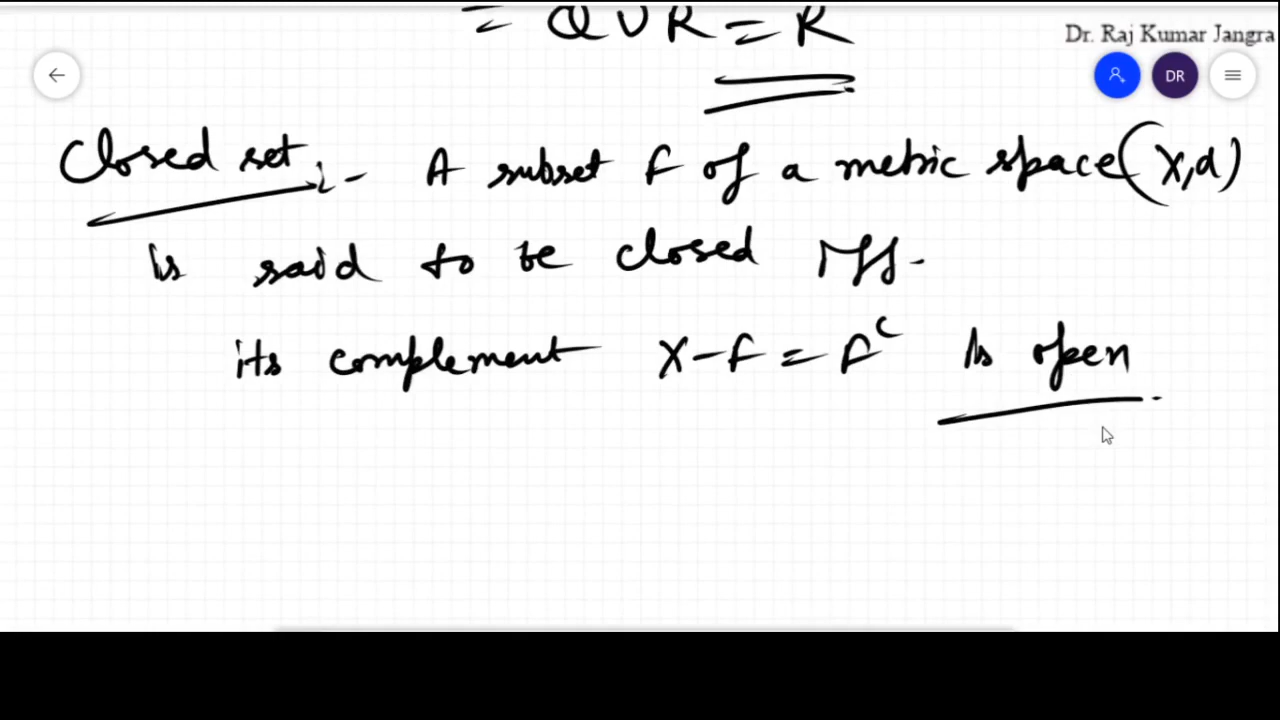 = Q ∪ R = R
Dr. Raj Kumar Jangra
DR
Closed set :- A subset F of a metric space (X,d)
is said to be closed iff.
its complement X-F = F^c is open.